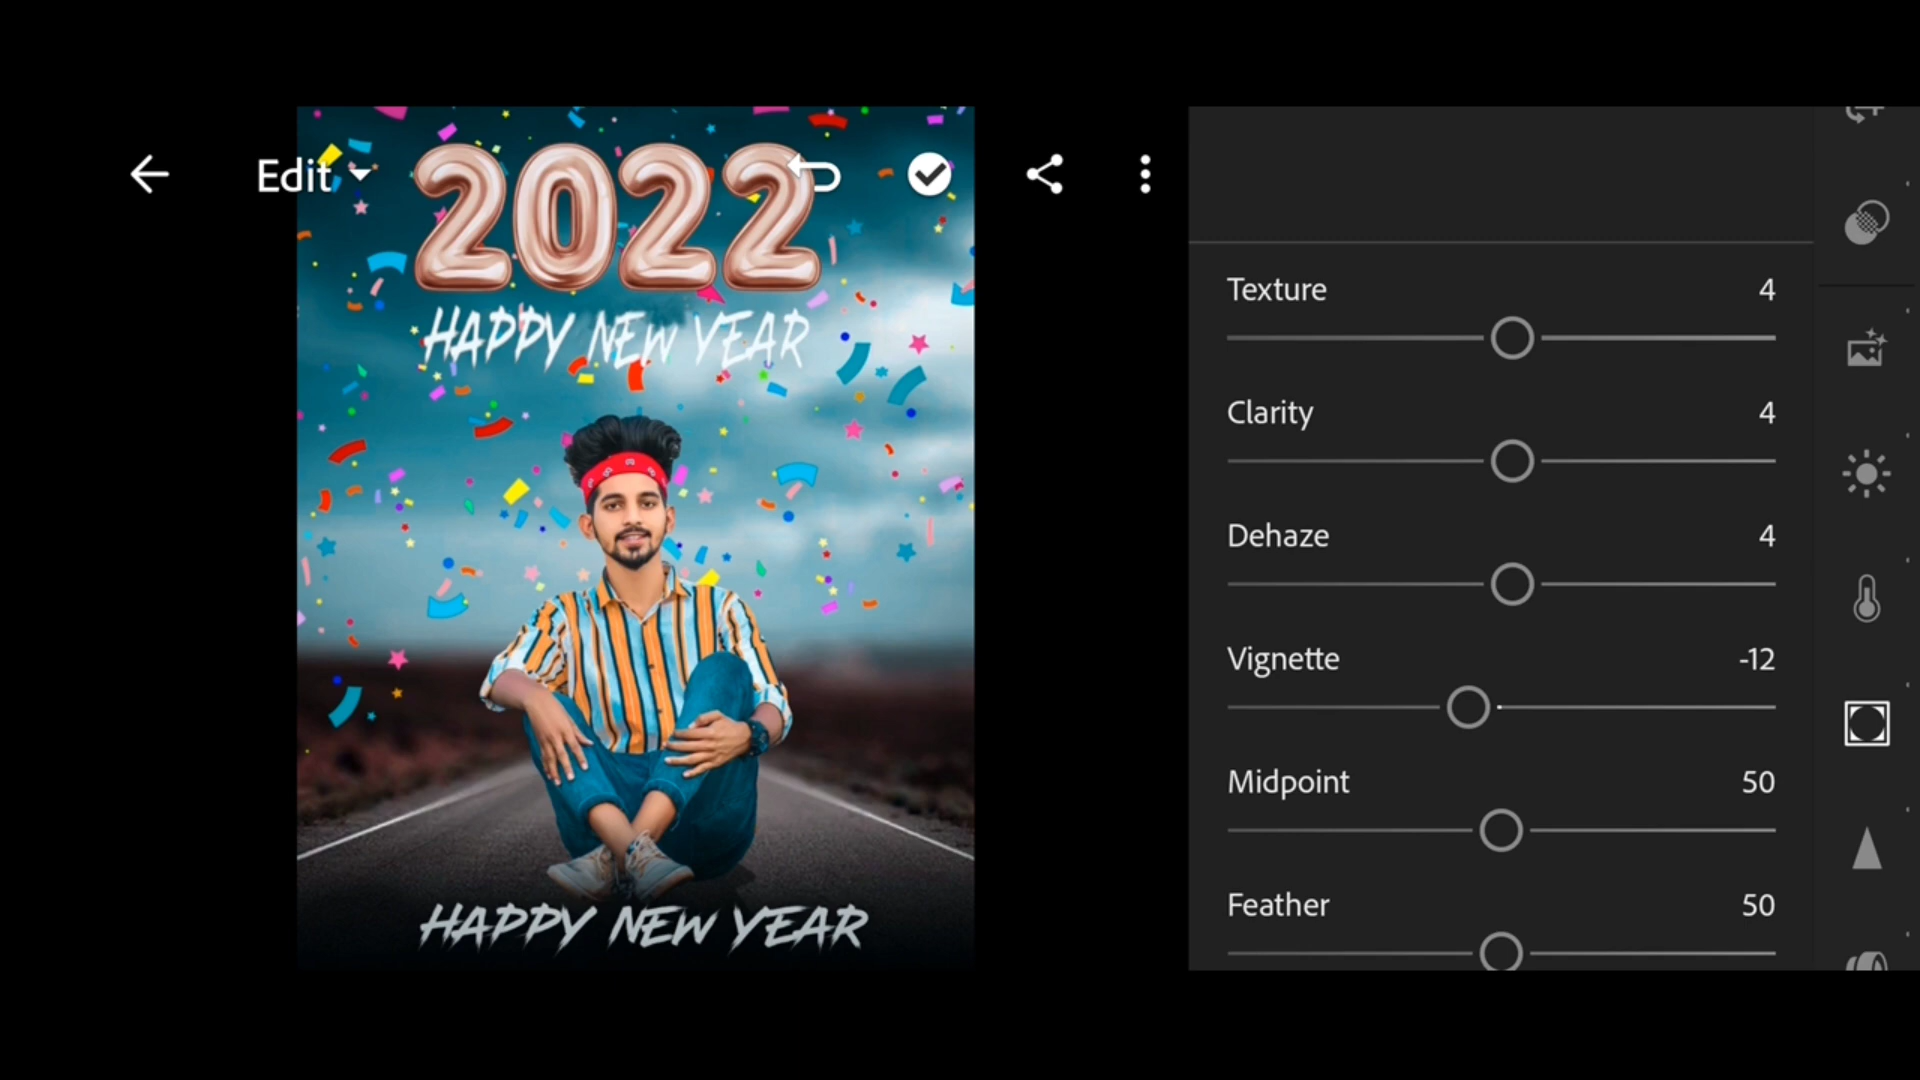 Edit
2022
HAPPY NEW YEAR
HAPPY NEW YEAR
Texture 4
Clarity 4
Dehaze 4
Vignette -12
Midpoint 50
Feather 50